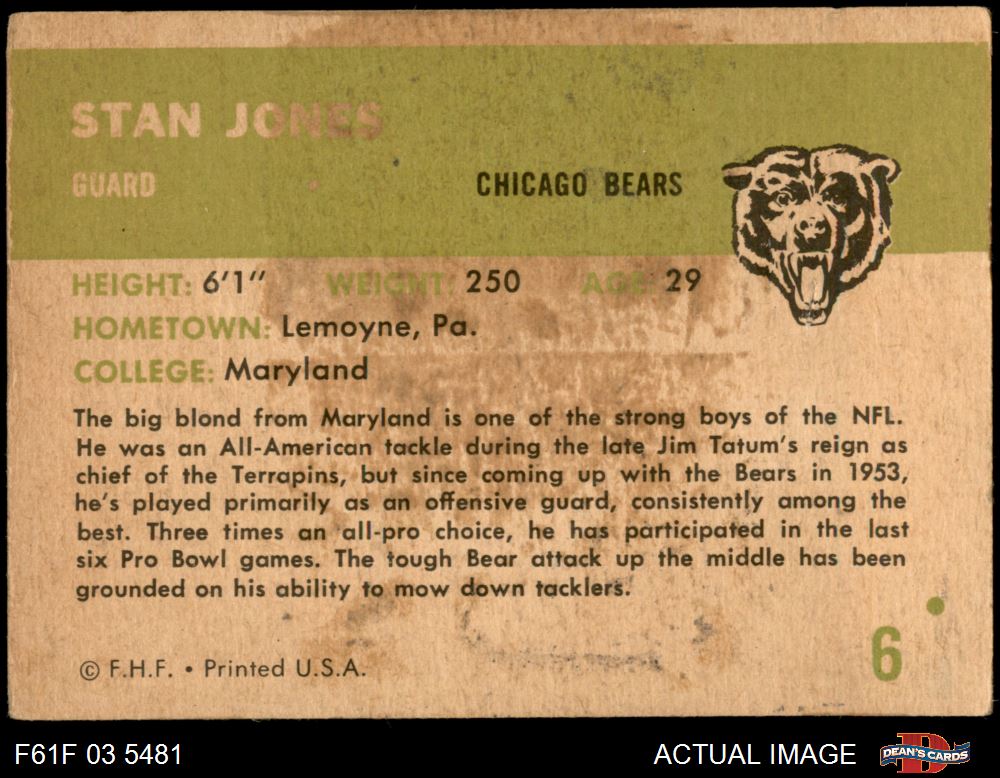 STAN JONES
GUARD
CHICAGO BEARS
HEIGHT: 6'1" WEIGHT: 250 AGE: 29
HOMETOWN: Lemoyne, Pa.
COLLEGE: Maryland
The big blond from Maryland is one of the strong boys of the NFL.
He was an All-American tackle during the late Jim Tatum's reign as
chief of the Terrapins, but since coming up with the Bears in 1953,
he's played primarily as an offensive guard, consistently among the
best. Three times an all-pro choice, he has participated in the last
six Pro Bowl games. The tough Bear attack up the middle has been
grounded on his ability to mow down tacklers.
6
© F.H.F. • Printed U.S.A.
F61F 03 5481
ACTUAL IMAGE
DEAN'S CARDS